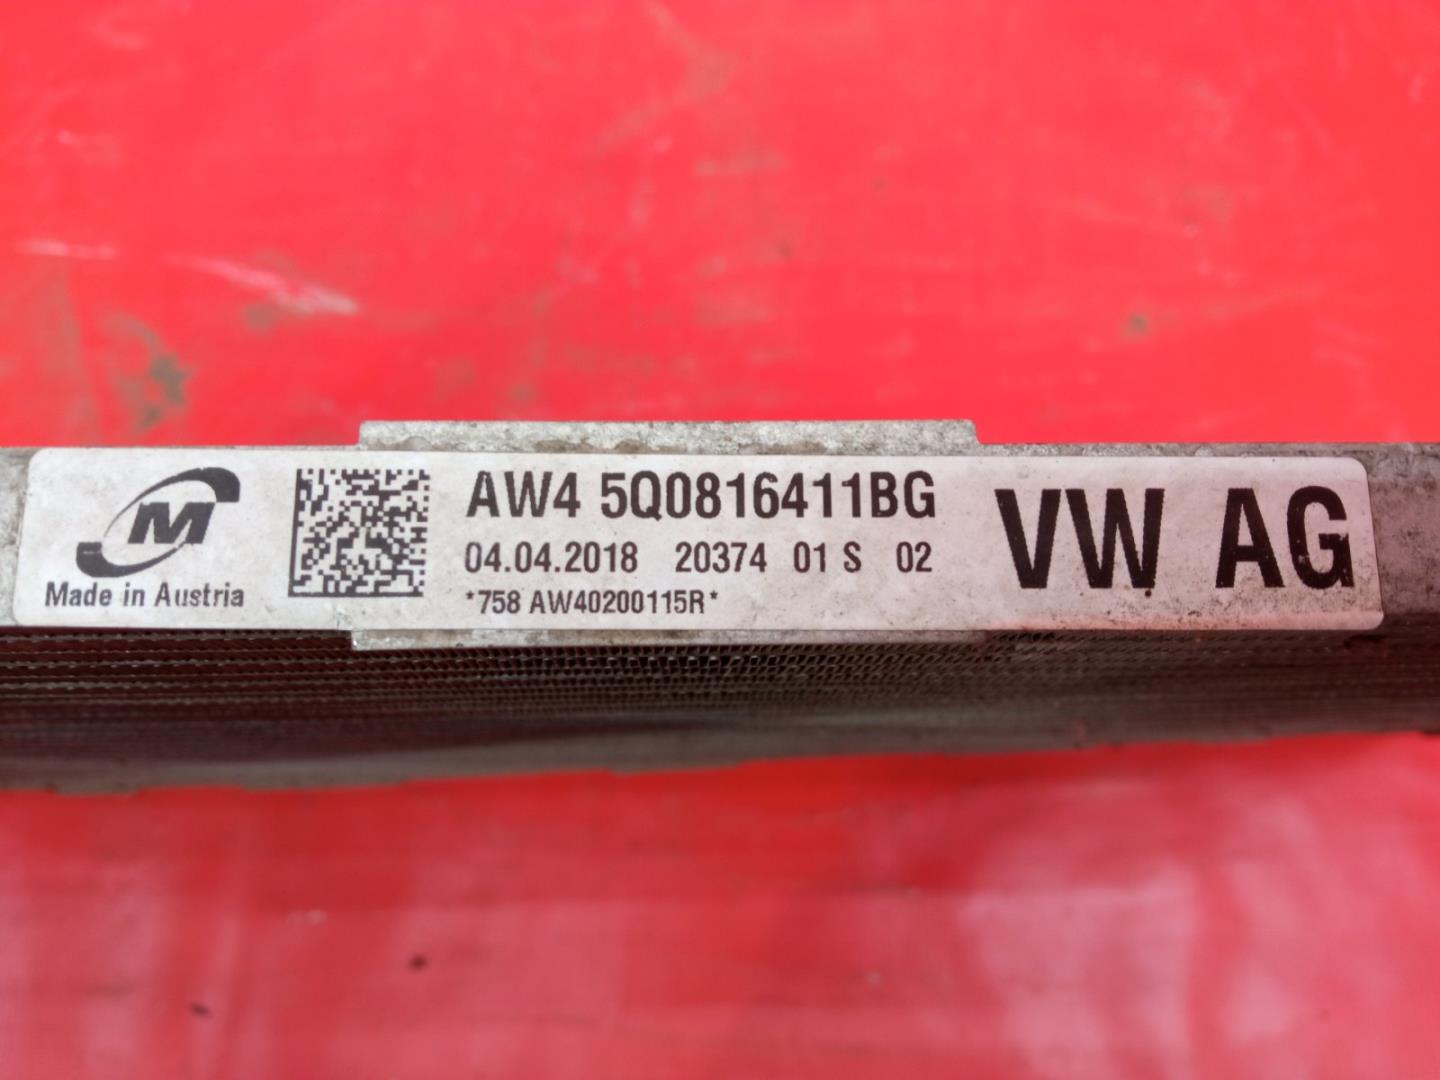 M
Made in Austria
AW4 5Q0816411BG
04.04.2018 20374 01 S 02
*758 AW40200115R*
VW AG